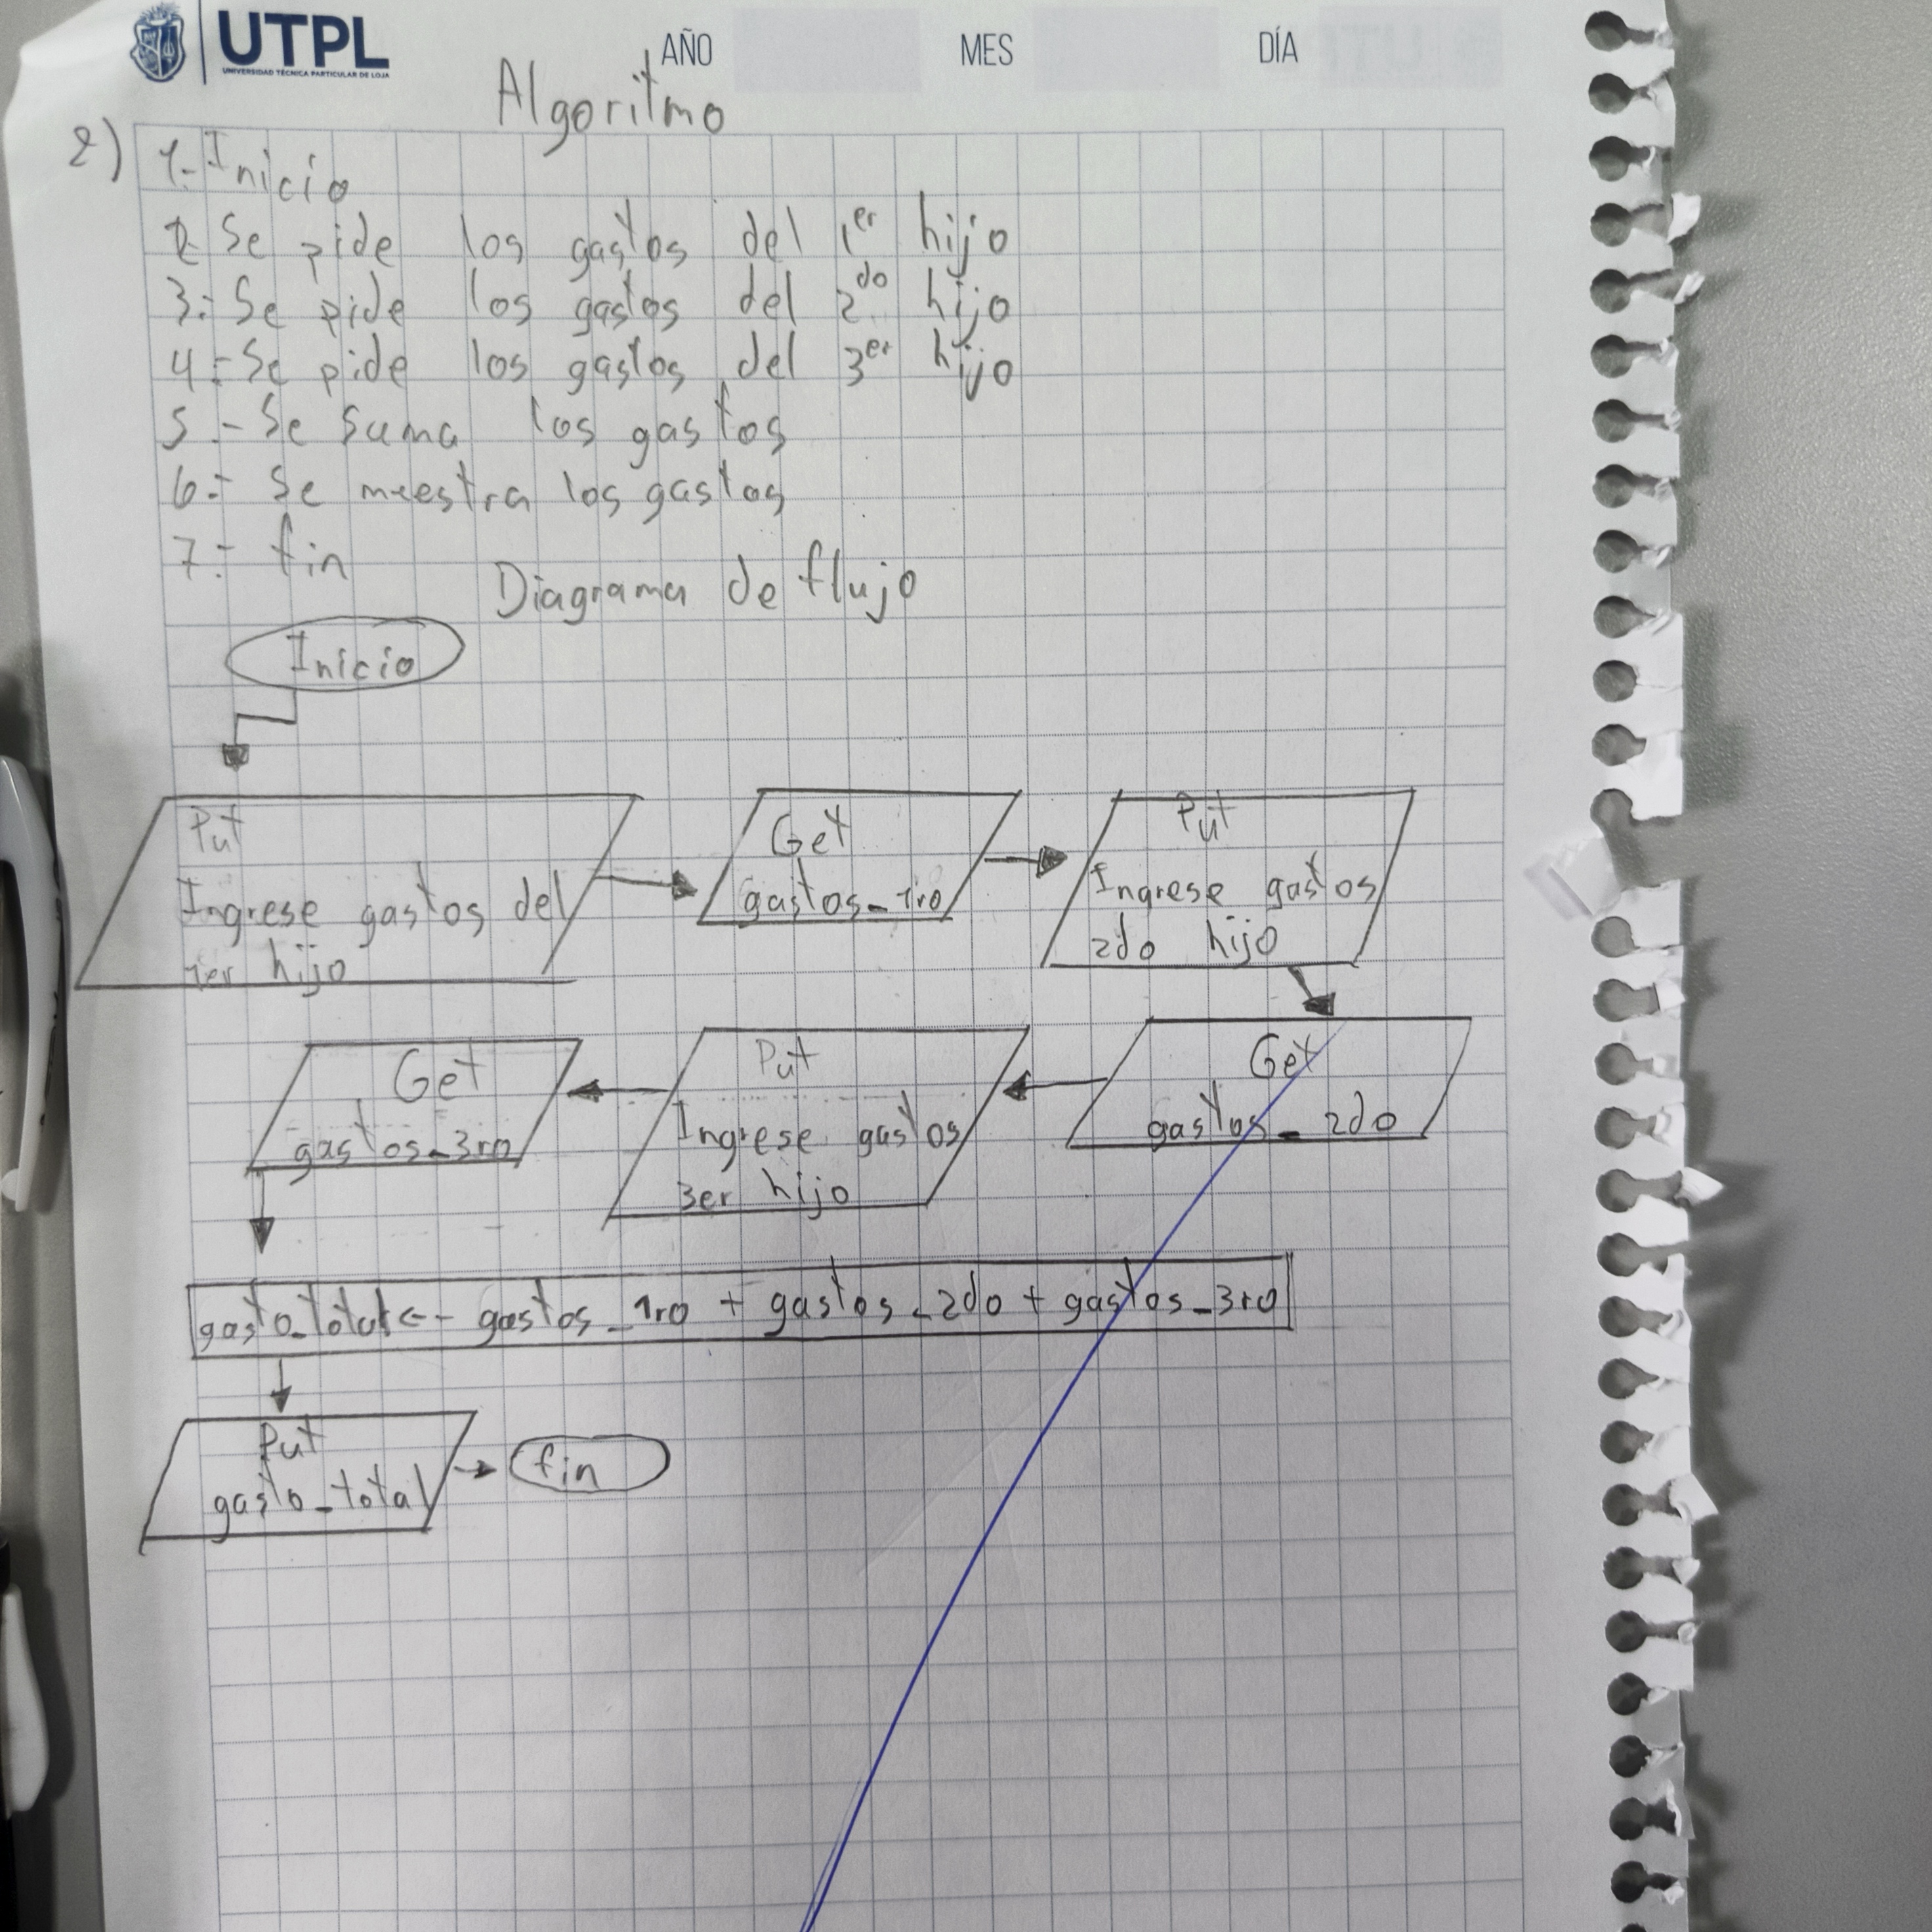 UTPL
UNIVERSIDAD TÉCNICA PARTICULAR DE LOJA
AÑO MES DÍA
Algoritmo
2)
1.- Inicio
2- Se pide los gastos del 1er hijo
3.- Se pide los gastos del 2do hijo
4.- Se pide los gastos del 3er hijo
5.- Se suma los gastos
6.- Se muestra los gastos
7.- fin
Diagrama de flujo
Inicio
Put
Ingrese gastos del
1er hijo
Get
gastos_1ro
Put
Ingrese gastos
2do hijo
Get
gastos_2do
Put
Ingrese gastos
3er hijo
Get
gastos_3ro
gasto_total <-- gastos_1ro + gastos_2do + gastos_3ro
Put
gasto_total
fin